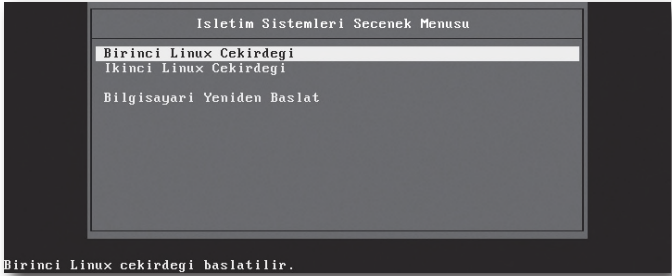 Isletim Sistemleri Secenek Menusu
Birinci Linux Cekirdegi
Ikinci Linux Cekirdegi
Bilgisayari Yeniden Baslat
Birinci Linux cekirdegi baslatilir.